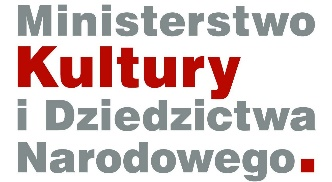 Ministerstwo
Kultury
i Dziedzictwa
Narodowego.